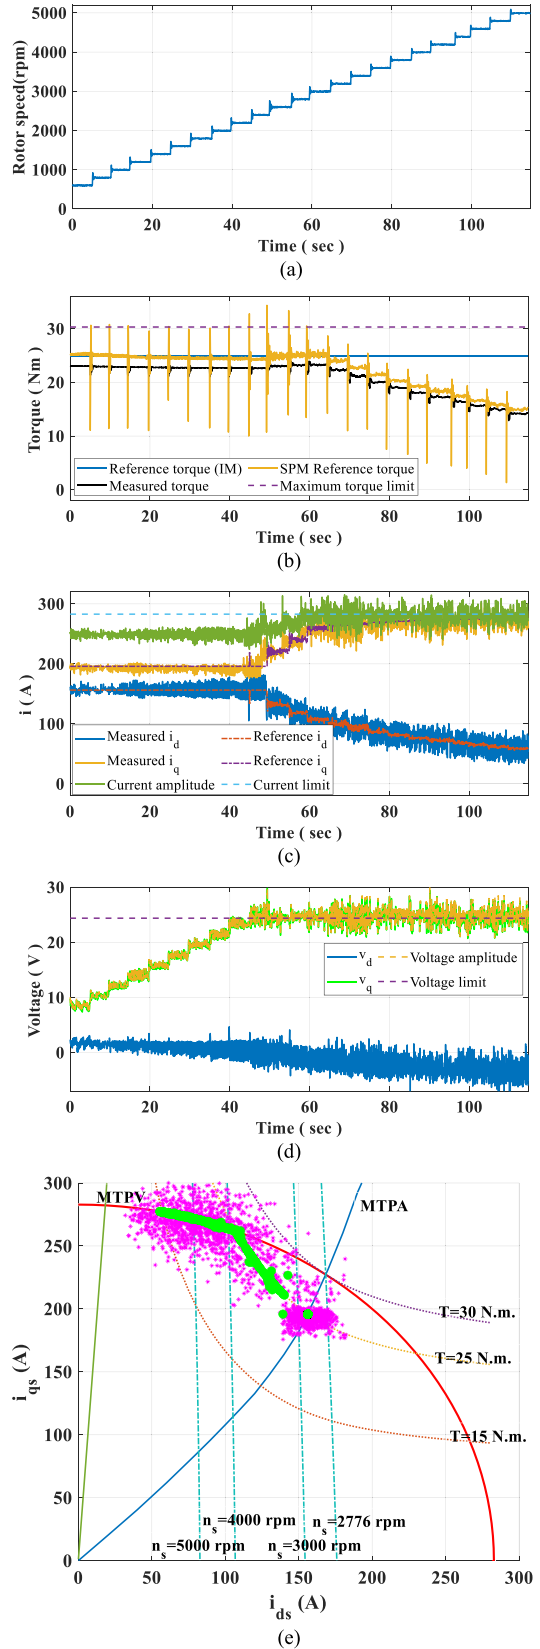 5000
4000
3000
2000
1000
0
Rotor speed(rpm)
0 20 40 60 80 100
Time ( sec )
(a)
30
20
10
0
Torque ( Nm )
Reference torque (IM) SPM Reference torque
Measured torque Maximum torque limit
0 20 40 60 80 100
Time ( sec )
(b)
300
200
100
0
i ( A )
Measured i_d Reference i_d
Measured i_q Reference i_q
Current amplitude Current limit
0 20 40 60 80 100
Time ( sec )
(c)
30
20
10
0
Voltage ( V )
v_d Voltage amplitude
v_q Voltage limit
0 20 40 60 80 100
Time ( sec )
(d)
300
250
200
150
100
50
0
i_qs (A)
MTPV
MTPA
T=30 N.m.
T=25 N.m.
T=15 N.m.
n_s=4000 rpm n_s=2776 rpm
n_s=5000 rpm n_s=3000 rpm
0 50 100 150 200 250 300
i_ds (A)
(e)